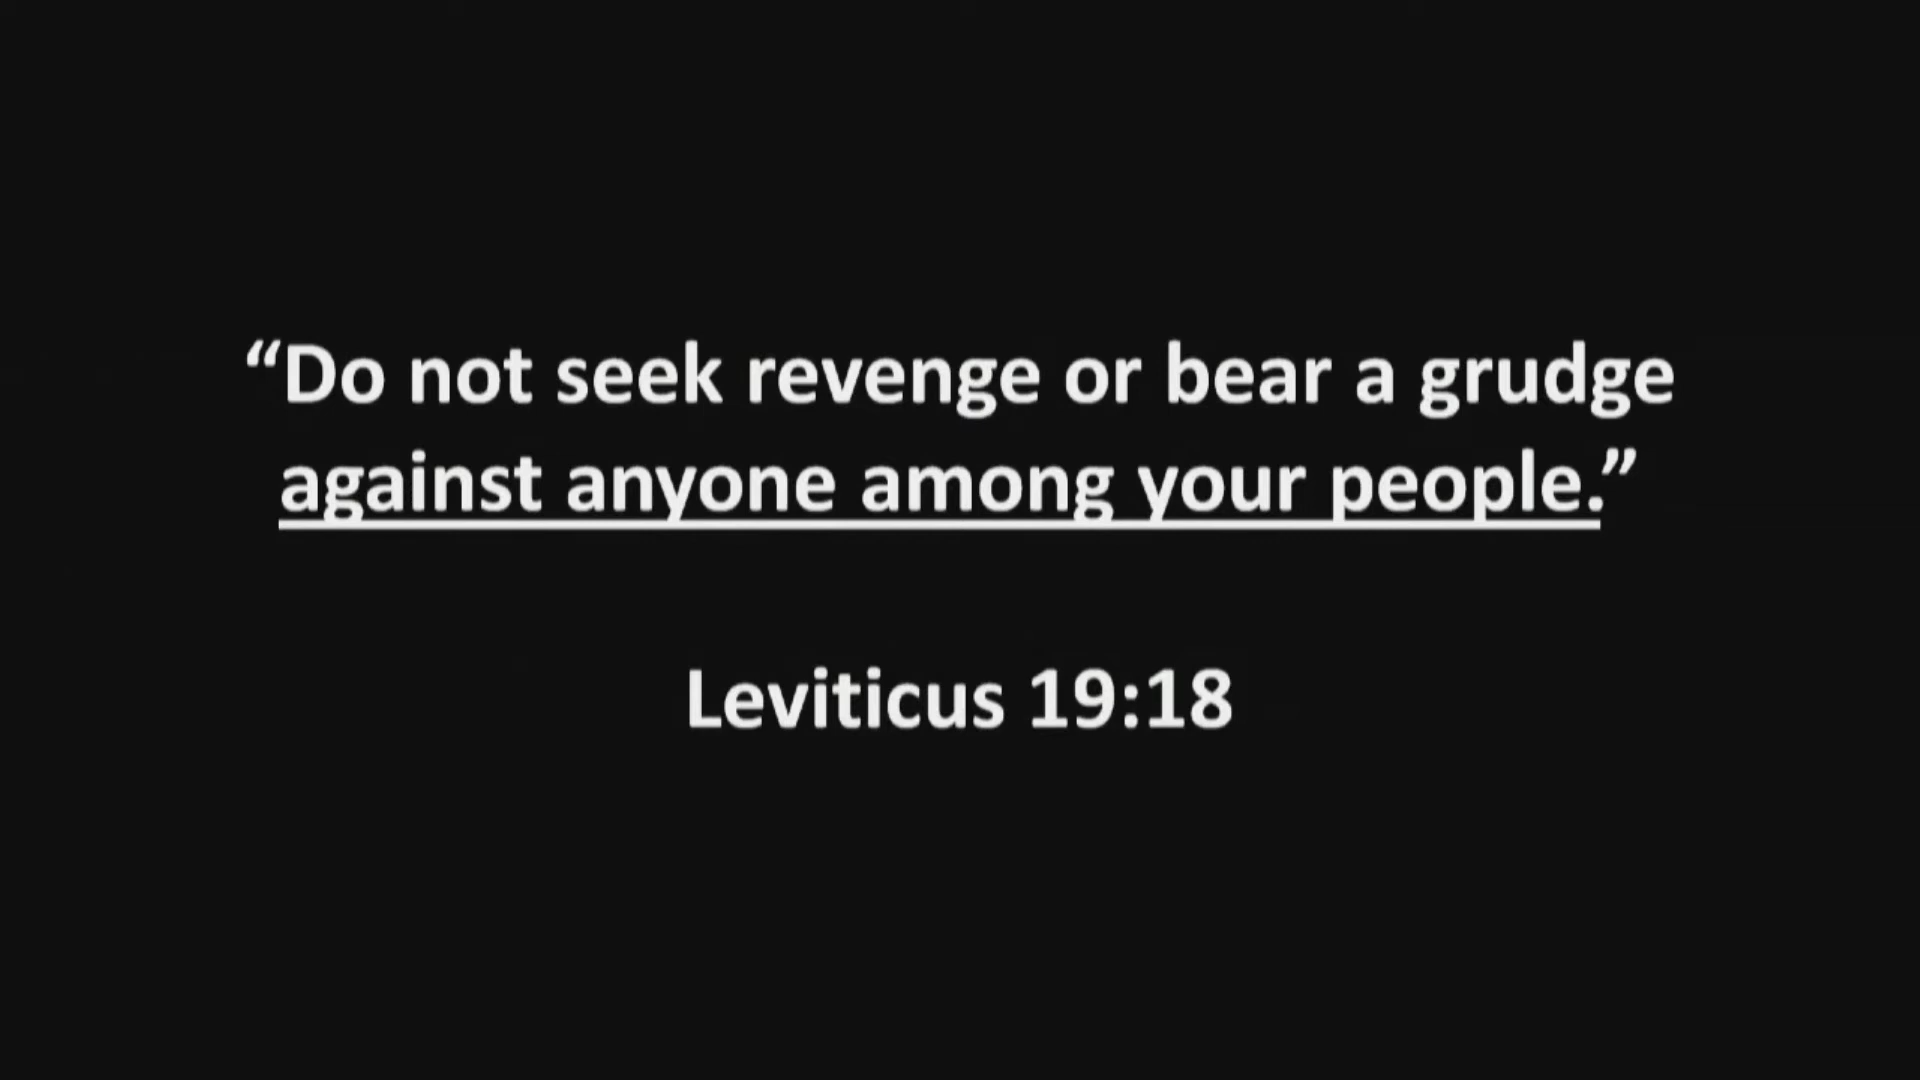 “Do not seek revenge or bear a grudge
against anyone among your people.”
Leviticus 19:18